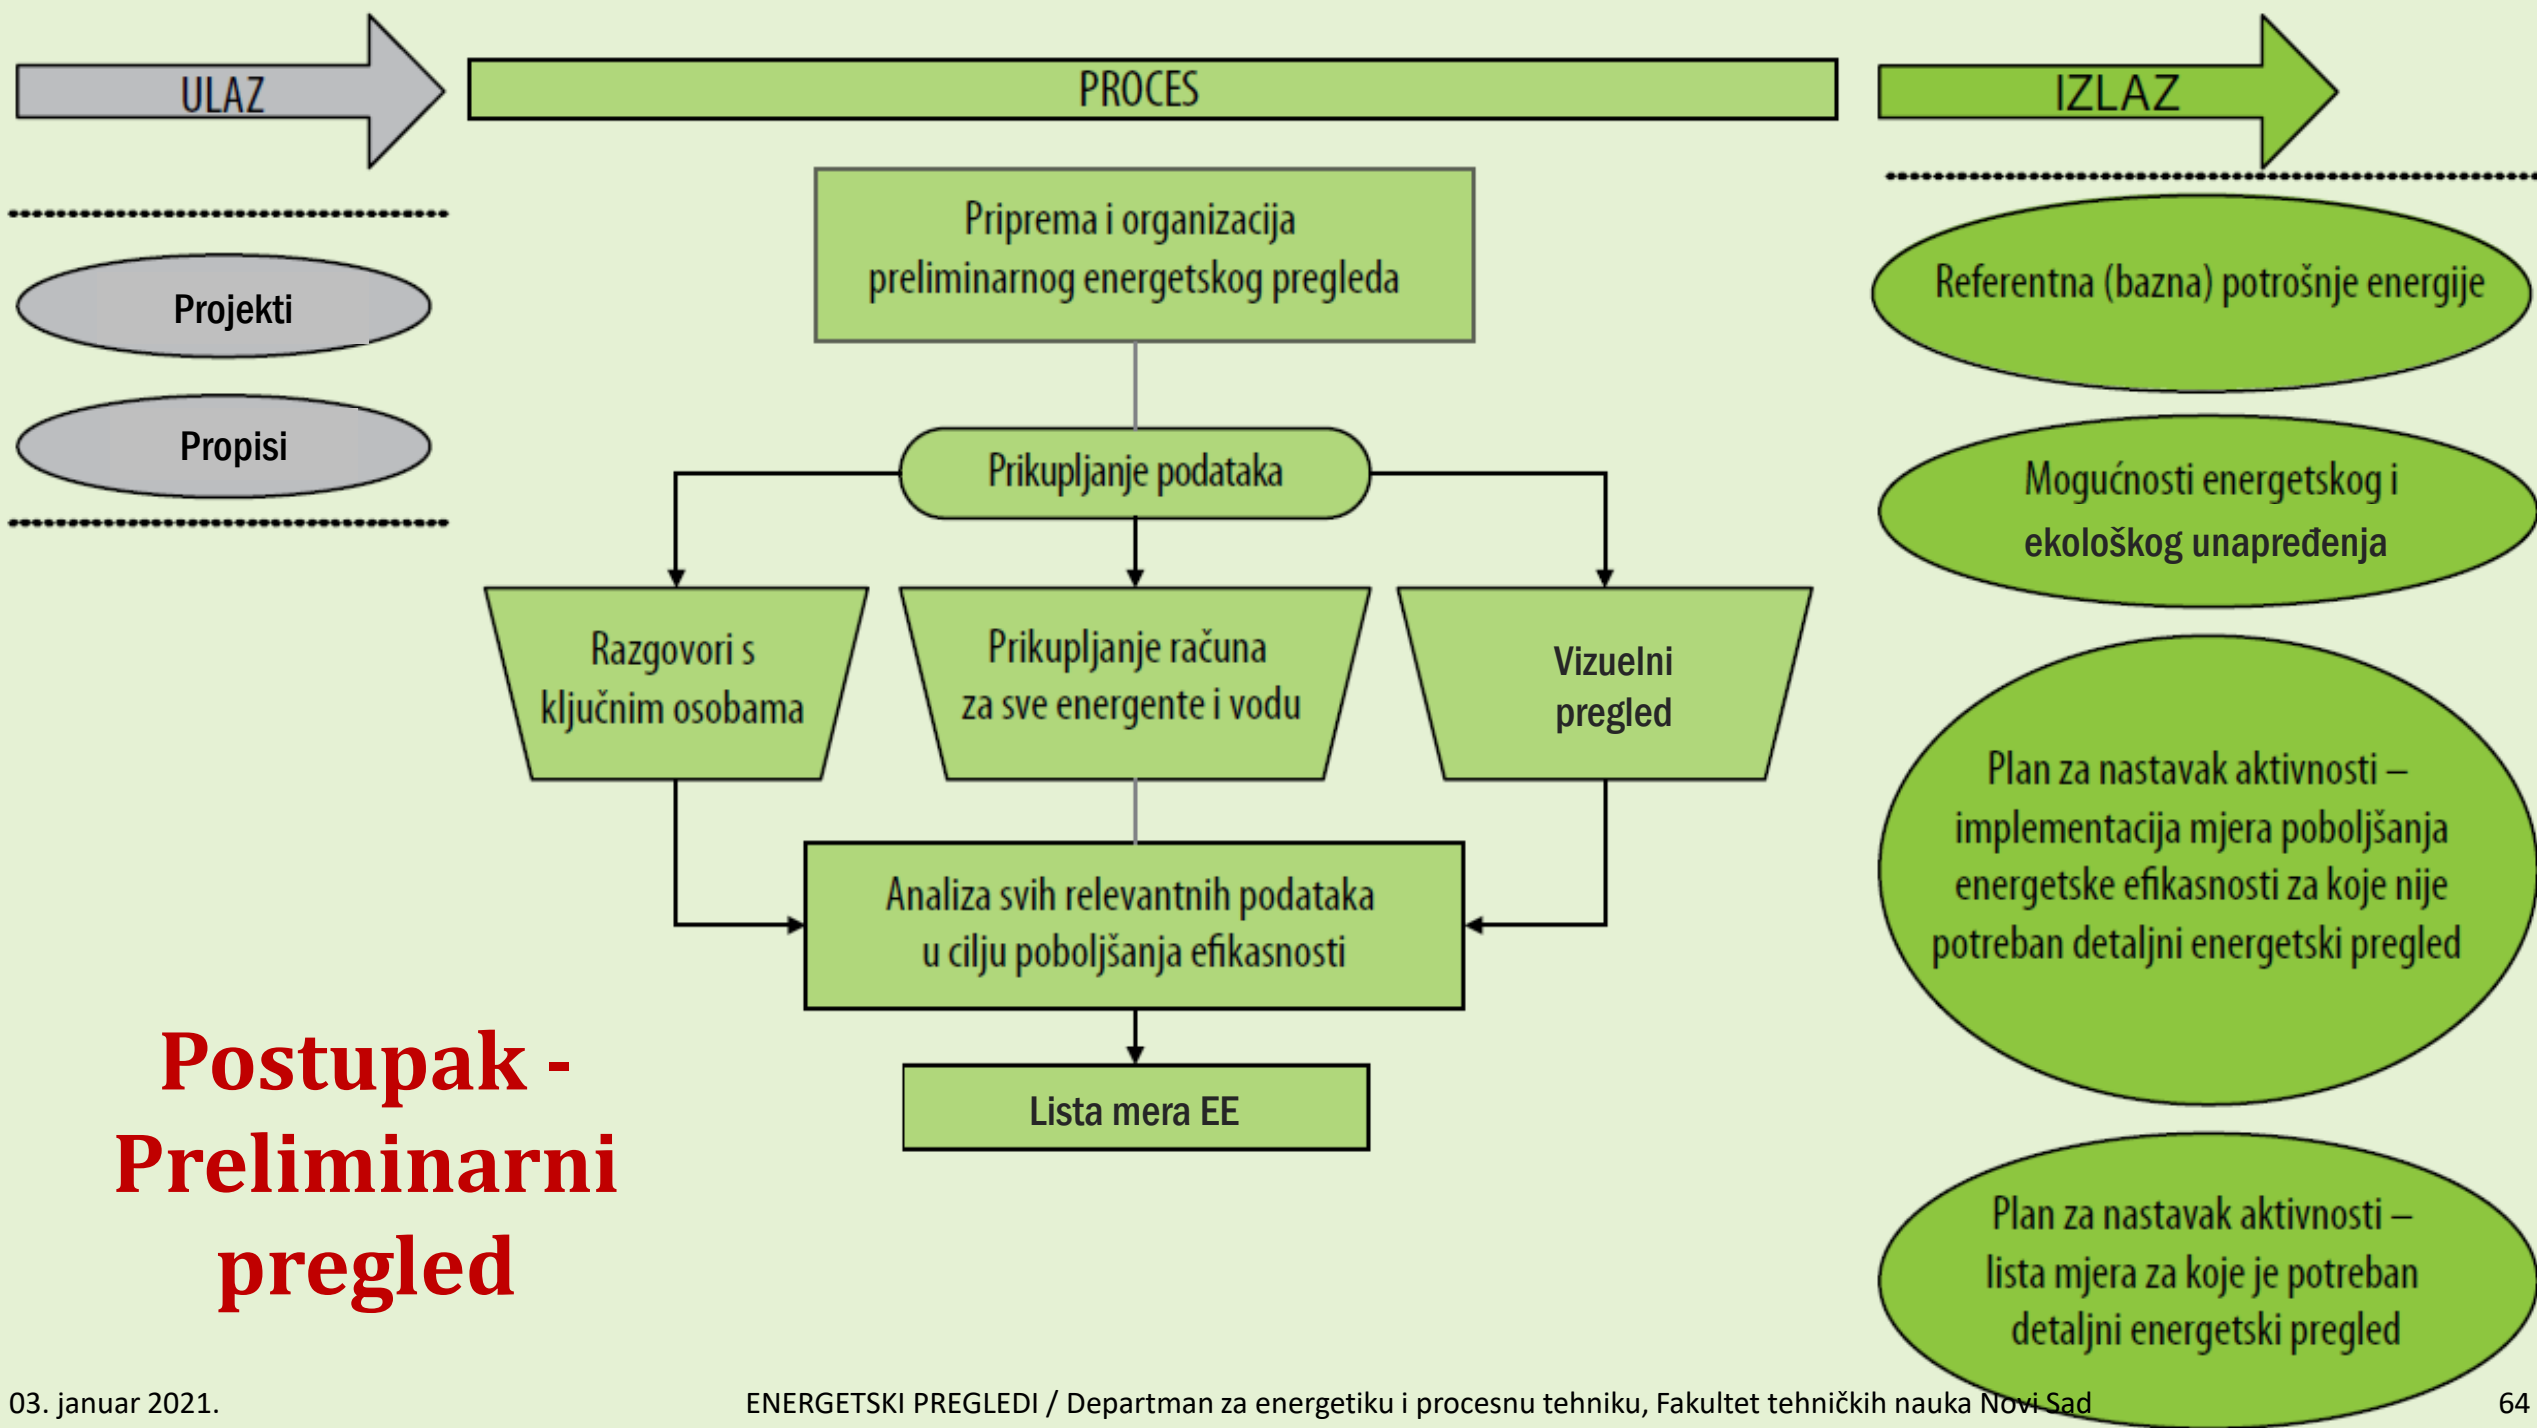 ULAZ
PROCES
IZLAZ
Projekti
Propisi
Priprema i organizacija
preliminarnog energetskog pregleda
Prikupljanje podataka
Razgovori s
ključnim osobama
Prikupljanje računa
za sve energente i vodu
Vizuelni
pregled
Analiza svih relevantnih podataka
u cilju poboljšanja efikasnosti
Lista mera EE
Referentna (bazna) potrošnje energije
Mogućnosti energetskog i
ekološkog unapređenja
Plan za nastavak aktivnosti –
implementacija mjera poboljšanja
energetske efikasnosti za koje nije
potreban detaljni energetski pregled
Plan za nastavak aktivnosti –
lista mjera za koje je potreban
detaljni energetski pregled
Postupak -
Preliminarni
pregled
03. januar 2021.
ENERGETSKI PREGLEDI / Departman za energetiku i procesnu tehniku, Fakultet tehničkih nauka Novi Sad
64